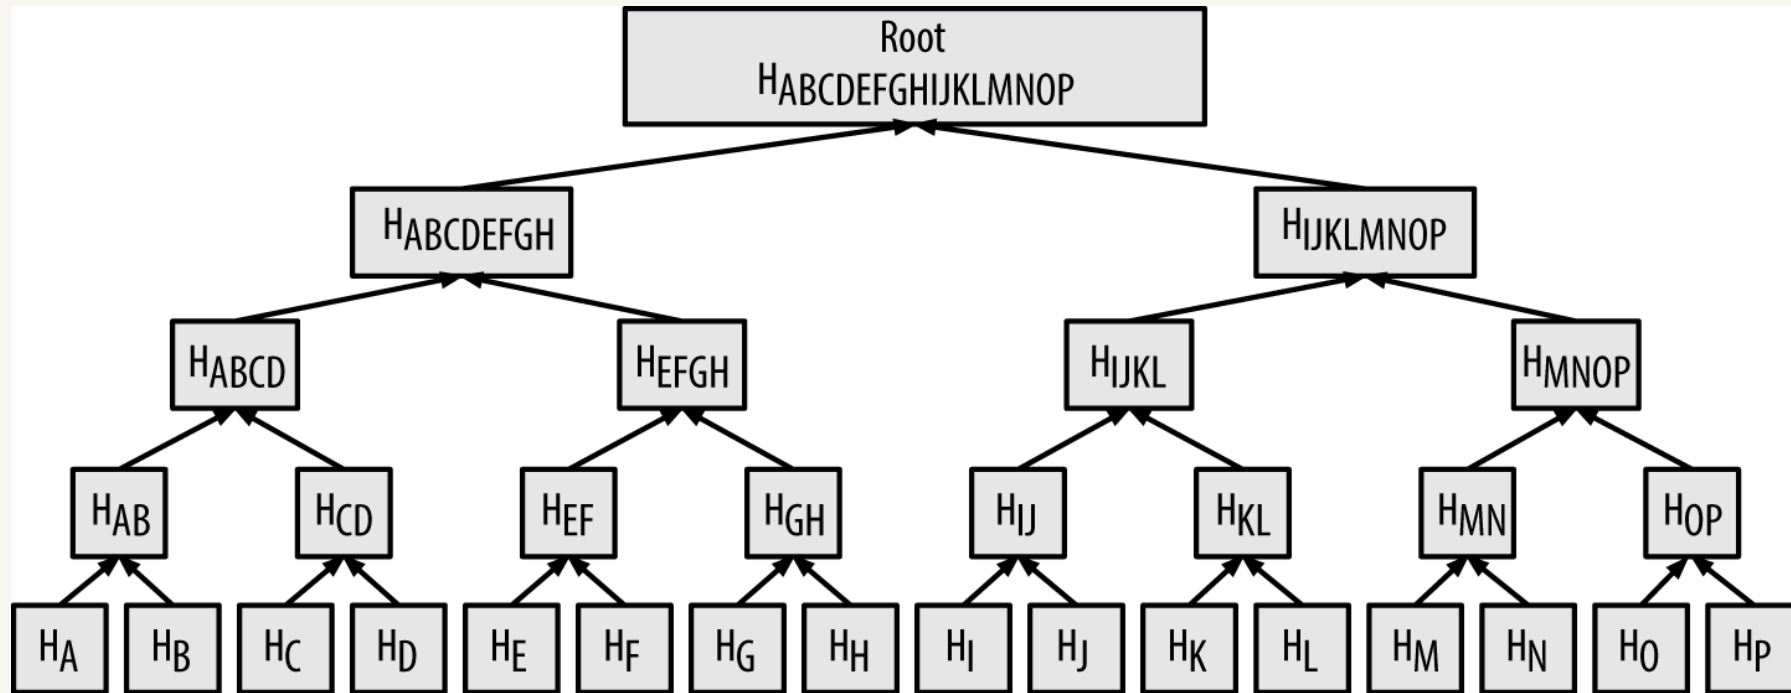 Root
HABCDEFGHIJKLMNOP
HABCDEFGH HIJKLMNOP
HABCD HEFGH HIJKL HMNOP
HAB HCD HEF HGH HIJ HKL HMN HOP
HA HB HC HD HE HF HG HH HI HJ HK HL HM HN HO HP